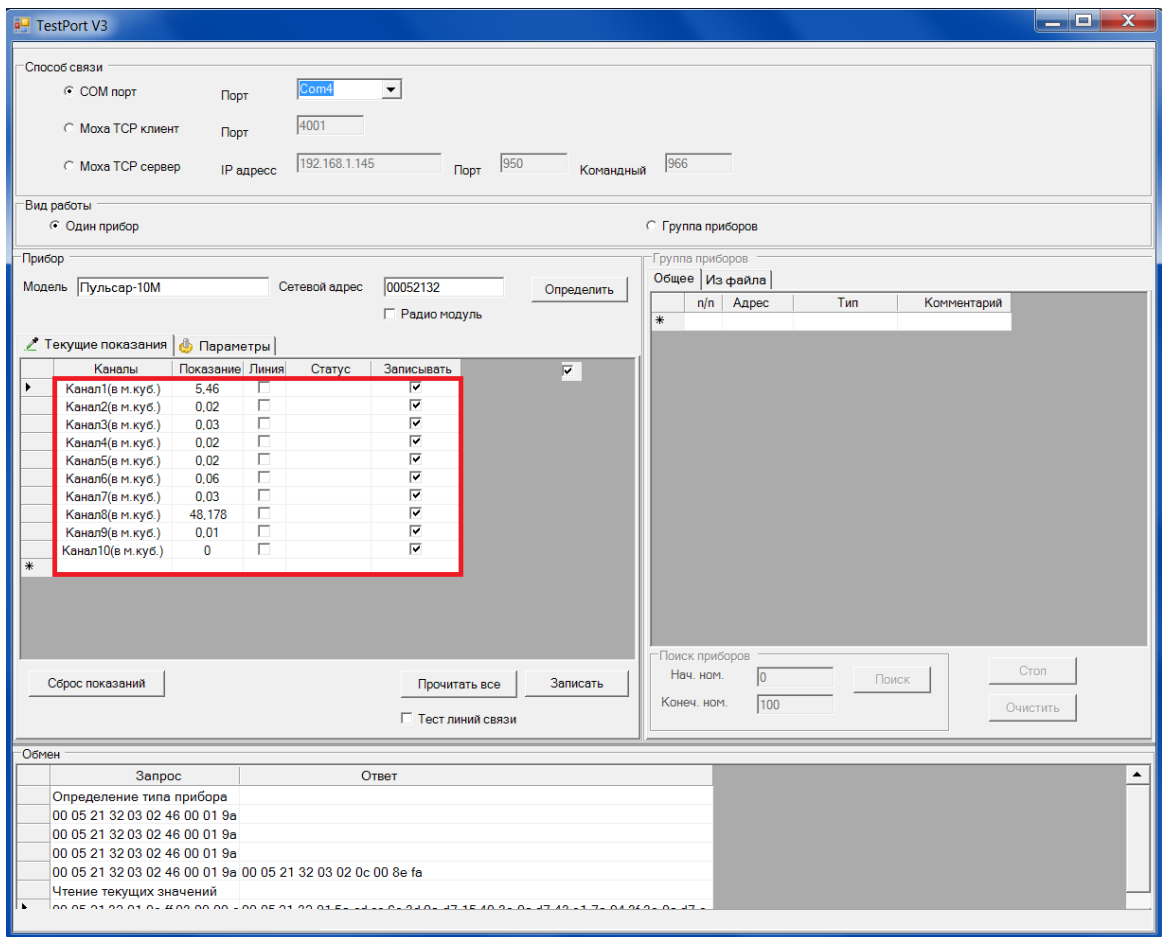 TestPort V3
Способ связи
COM порт Порт Com4
Моха TCP клиент Порт 4001
Моха TCP сервер IP адресс 192.168.1.145 Порт 950 Командный 966
Вид работы
Один прибор Группа приборов
Прибор
Модель Пульсар-10М Сетевой адрес 00052132 Определить
Радио модуль
Текущие показания Параметры
Каналы Показание Линия Статус Записывать
Канал1(в м.куб.) 5,46
Канал2(в м.куб.) 0,02
Канал3(в м.куб.) 0,03
Канал4(в м.куб.) 0,02
Канал5(в м.куб.) 0,02
Канал6(в м.куб.) 0,06
Канал7(в м.куб.) 0,03
Канал8(в м.куб.) 48,178
Канал9(в м.куб.) 0,01
Канал10(в м.куб.) 0
Сброс показаний Прочитать все Записать
Тест линий связи
Группа приборов
Общее Из файла
п/п Адрес Тип Комментарий
Поиск приборов
Нач. ном. 0 Поиск
Конеч. ном. 100
Стоп
Очистить
Обмен
Запрос Ответ
Определение типа прибора
00 05 21 32 03 02 46 00 01 9a
00 05 21 32 03 02 46 00 01 9a
00 05 21 32 03 02 46 00 01 9a
00 05 21 32 03 02 46 00 01 9a 00 05 21 32 03 02 0c 00 8e fa
Чтение текущих значений